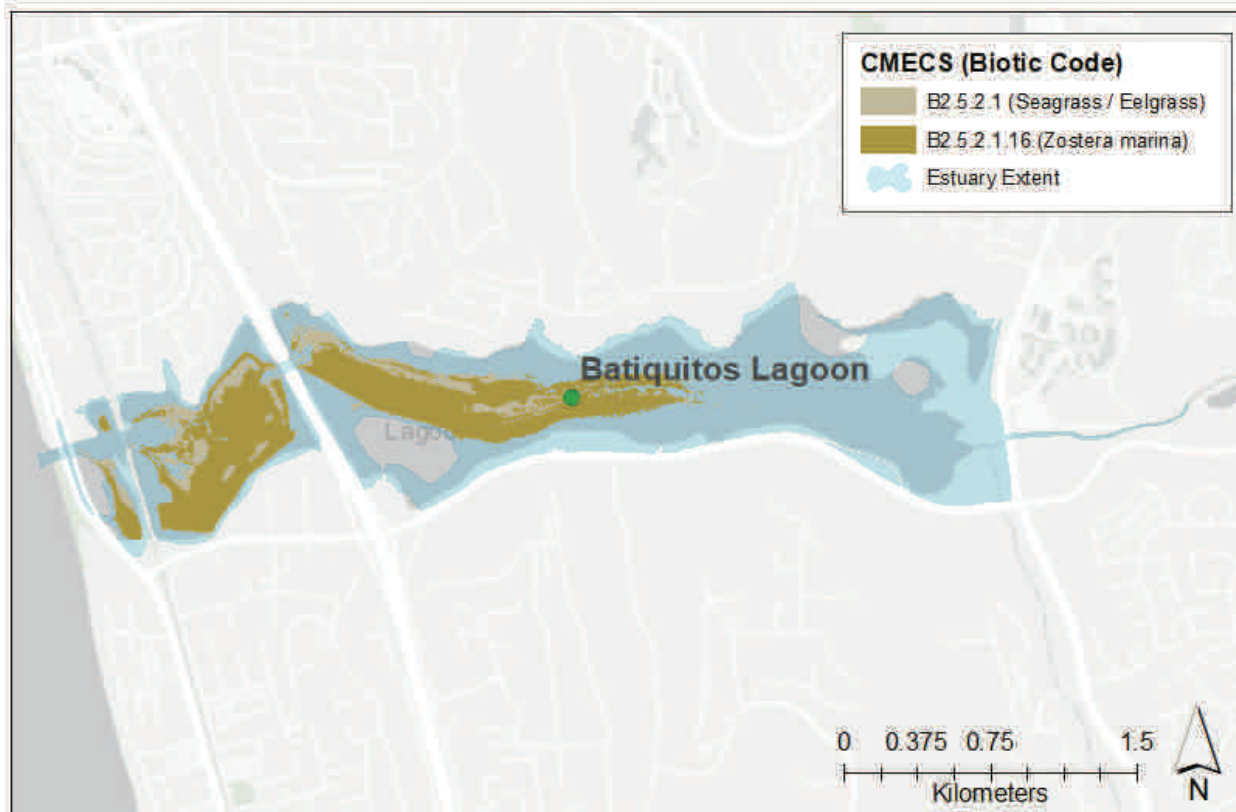 CMECS (Biotic Code)
B2.5.2.1 (Seagrass / Eelgrass)
B2.5.2.1.16 (Zostera marina)
Estuary Extent
Batiquitos Lagoon
0 0.375 0.75 1.5
Kilometers
N